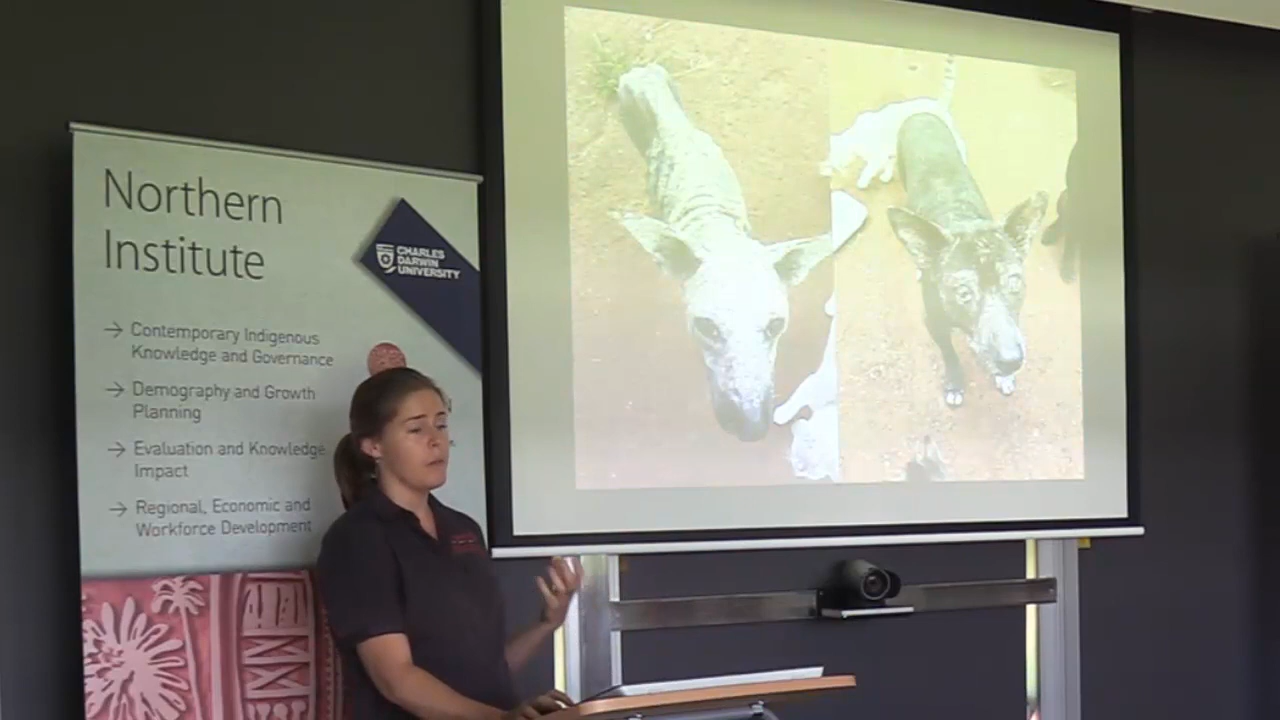 Northern
Institute
CHARLES
DARWIN
UNIVERSITY
→ Contemporary Indigenous
Knowledge and Governance
→ Demography and Growth
Planning
→ Evaluation and Knowledge
Impact
→ Regional, Economic and
Workforce Development